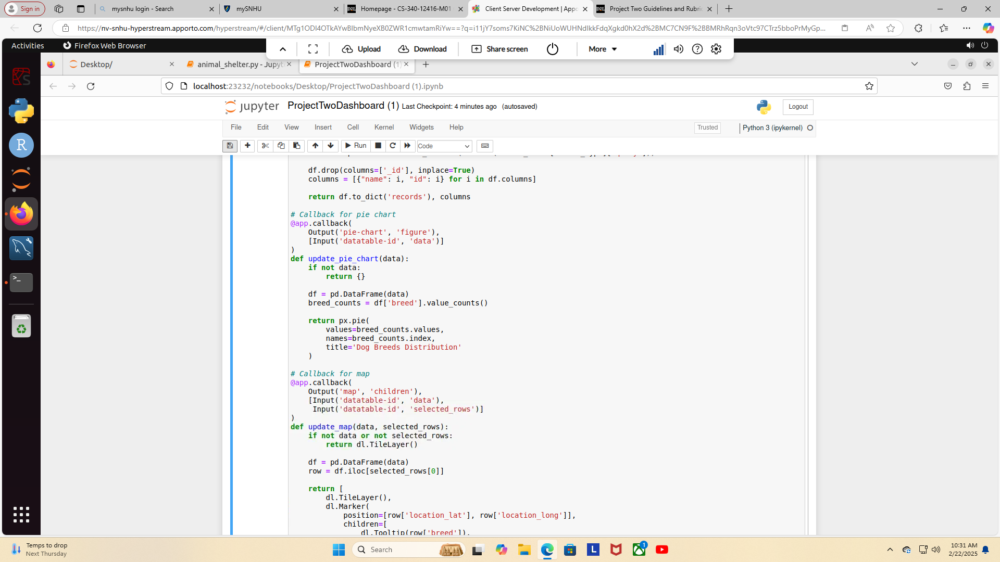 Sign in
mysnhu login - Search
mySNHU
Homepage - CS-340-12416-M01
Client Server Development | Appo
Project Two Guidelines and Rubric
https://nv-snhu-hyperstream.apporto.com/hyperstream/#/client/
Activities
Firefox Web Browser
Upload
Download
Share screen
More
Desktop/
animal_shelter.py - Jupyt
ProjectTwoDashboard (1)
localhost:23232/notebooks/Desktop/ProjectTwoDashboard (1).ipynb
jupyter ProjectTwoDashboard (1) Last Checkpoint: 4 minutes ago (autosaved)
Logout
File Edit View Insert Cell Kernel Widgets Help
Trusted
Python 3 (ipykernel)
Run
Code
df.drop(columns=['_id'], inplace=True)
columns = [{"name": i, "id": i} for i in df.columns]
return df.to_dict('records'), columns
# Callback for pie chart
@app.callback(
Output('pie-chart', 'figure'),
[Input('datatable-id', 'data')]
)
def update_pie_chart(data):
if not data:
return {}
df = pd.DataFrame(data)
breed_counts = df['breed'].value_counts()
return px.pie(
values=breed_counts.values,
names=breed_counts.index,
title='Dog Breeds Distribution'
)
# Callback for map
@app.callback(
Output('map', 'children'),
[Input('datatable-id', 'data'),
Input('datatable-id', 'selected_rows')]
)
def update_map(data, selected_rows):
if not data or not selected_rows:
return dl.TileLayer()
df = pd.DataFrame(data)
row = df.iloc[selected_rows[0]]
return [
dl.TileLayer(),
dl.Marker(
position=[row['location_lat'], row['location_long']],
children=[
dl.Tooltip(row['breed']),
Temps to drop
Next Thursday
Search
1
10:31 AM
2/22/2025